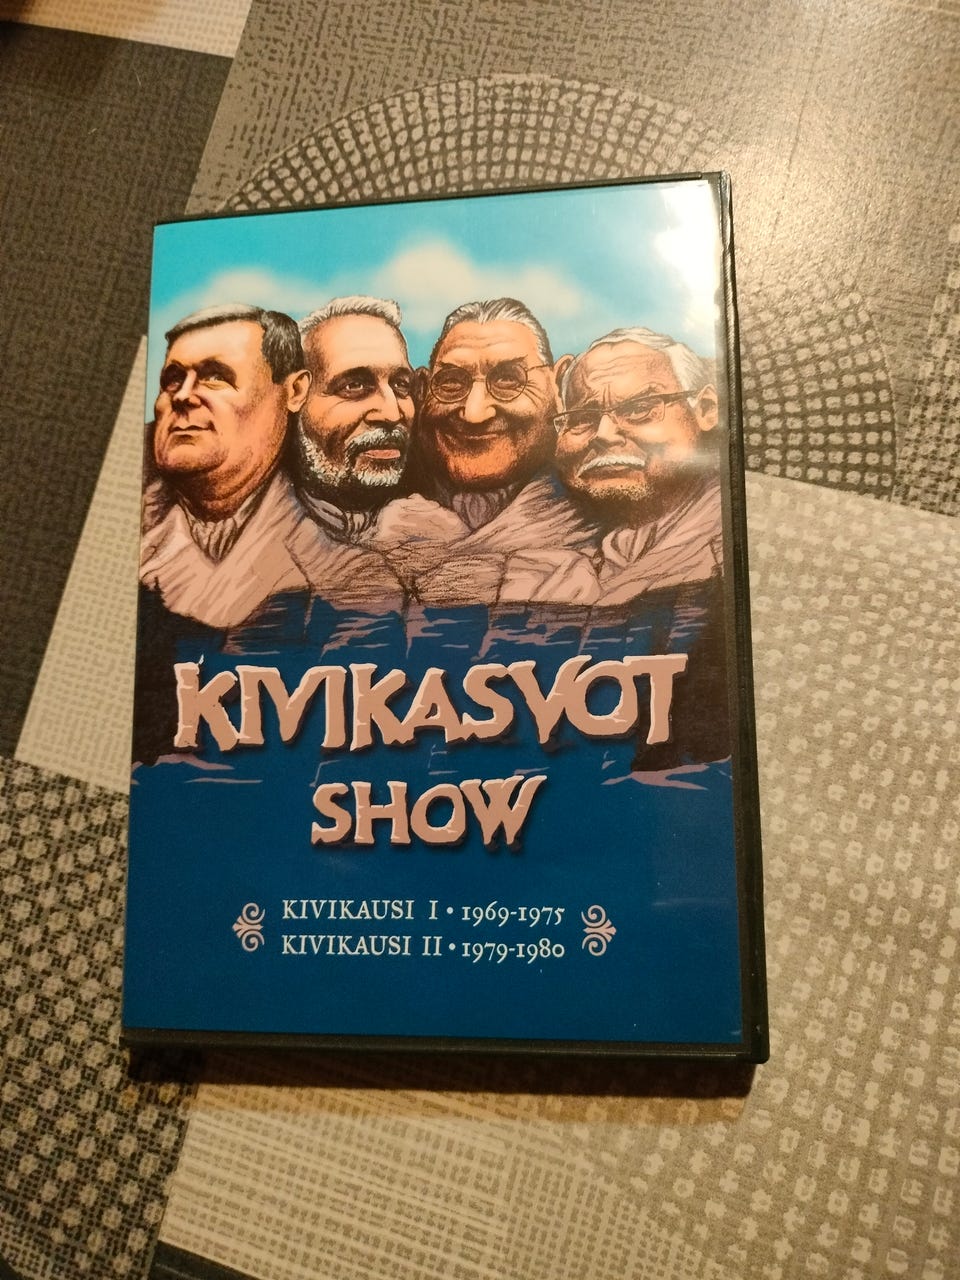 KIVIKASVOT
SHOW
KIVIKAUSI I • 1969-1975
KIVIKAUSI II • 1979-1980